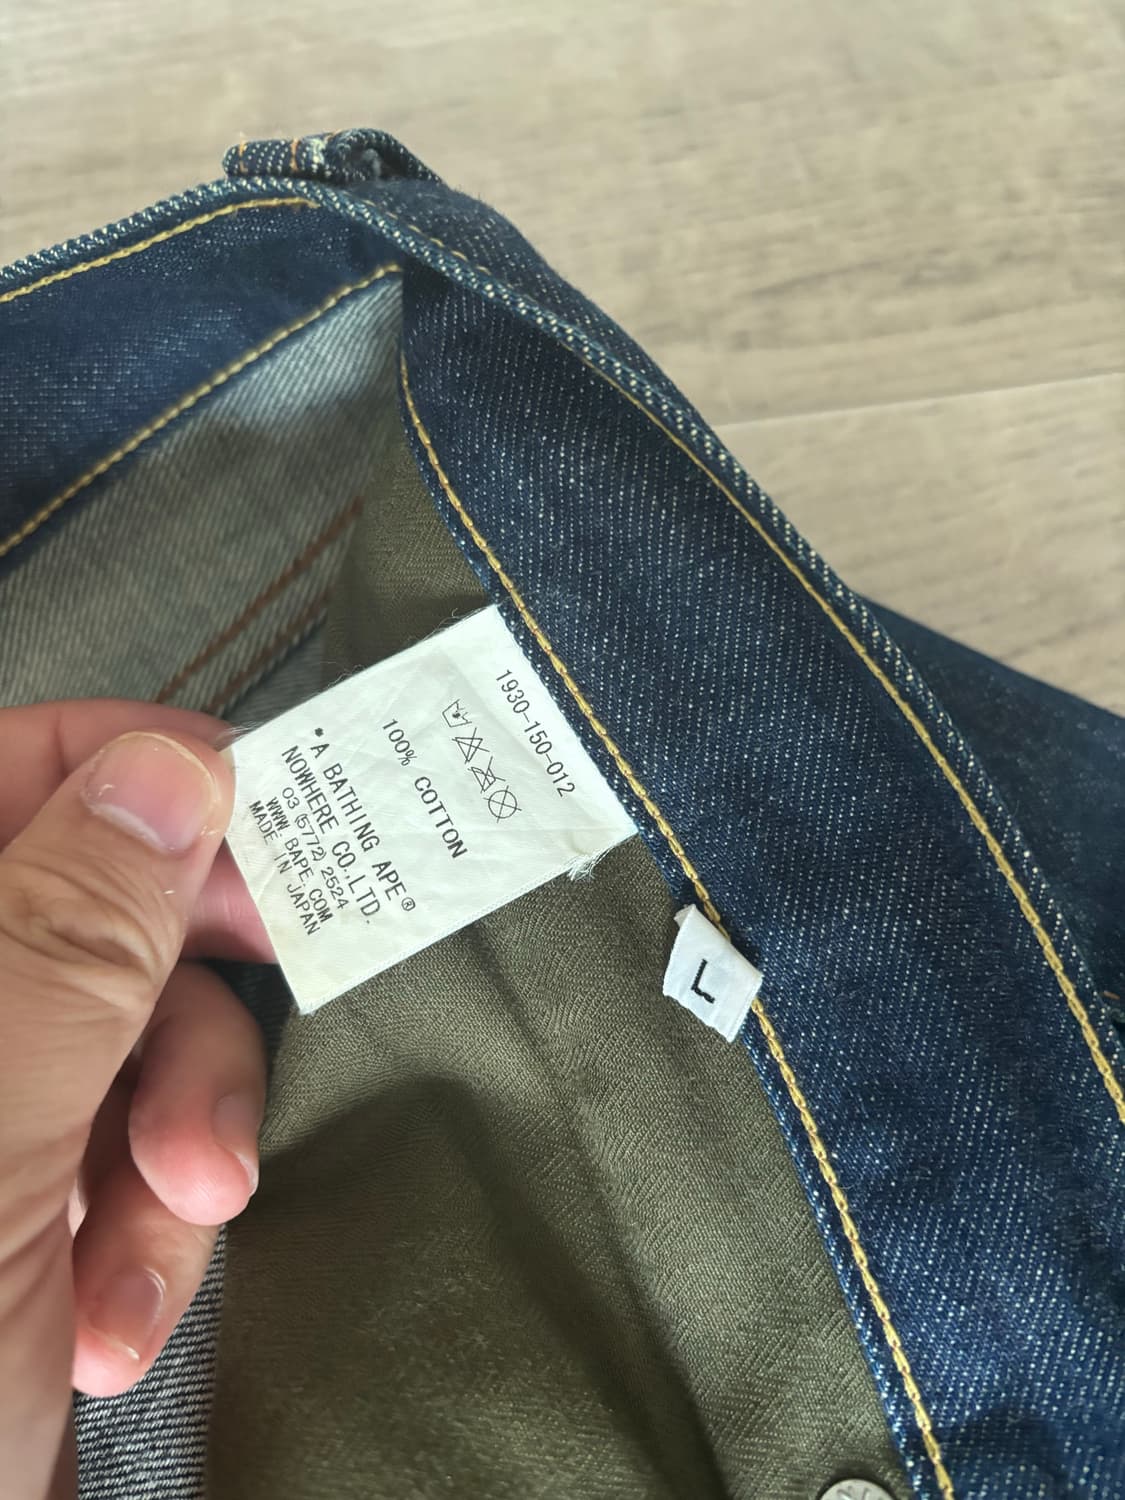 1930-150-012
100% COTTON
A BATHING APE®
NOWHERE CO.,LTD.
03 (5772) 2524
WWW.BAPE.COM
MADE IN JAPAN
L